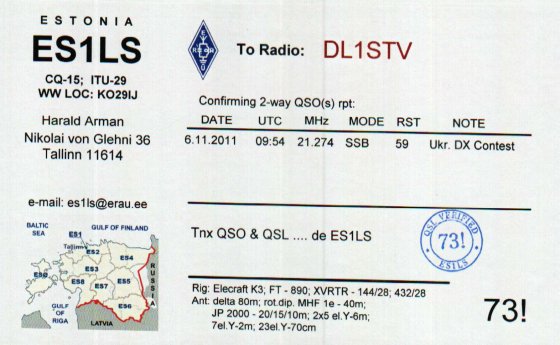 ESTONIA
ES1LS
CQ-15; ITU-29
WW LOC: KO29IJ
Harald Arman
Nikolai von Glehni 36
Tallinn 11614
e-mail: es1ls@erau.ee
To Radio: DL1STV
Confirming 2-way QSO(s) rpt:
DATE UTC MHz MODE RST NOTE
6.11.2011 09:54 21.274 SSB 59 Ukr. DX Contest
Tnx QSO & QSL .... de ES1LS
QSL VERIFIED
73!
ES1LS
Rig: Elecraft K3; FT - 890; XVRTR - 144/28; 432/28
Ant: delta 80m; rot.dip. MHF 1e - 40m;
JP 2000 - 20/15/10m; 2x5 el.Y-6m;
7el.Y-2m; 23el.Y-70cm
73!
BALTIC SEA
GULF OF FINLAND
ES1
Tallinn
ES2
ES4
ES3
ES0
ES8
ES5
ES7
ES6
RUSSIA
GULF OF RIGA
LATVIA